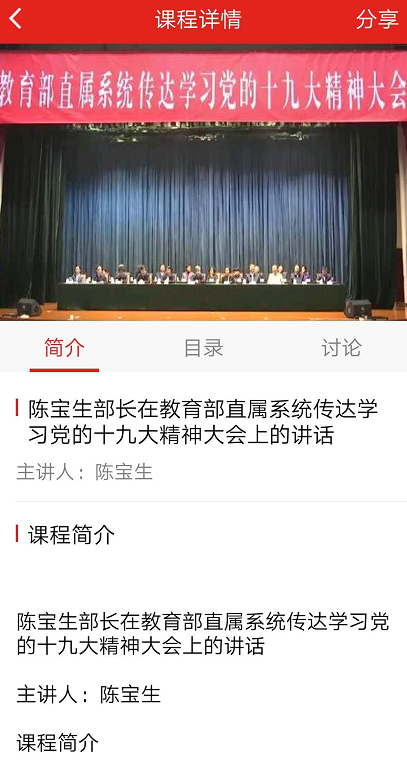 课程详情
分享
教育部直属系统传达学习党的十九大精神大会
简介
目录
讨论
陈宝生部长在教育部直属系统传达学
习党的十九大精神大会上的讲话
主讲人：陈宝生
课程简介
陈宝生部长在教育部直属系统传达学习党
的十九大精神大会上的讲话
主讲人：陈宝生
课程简介